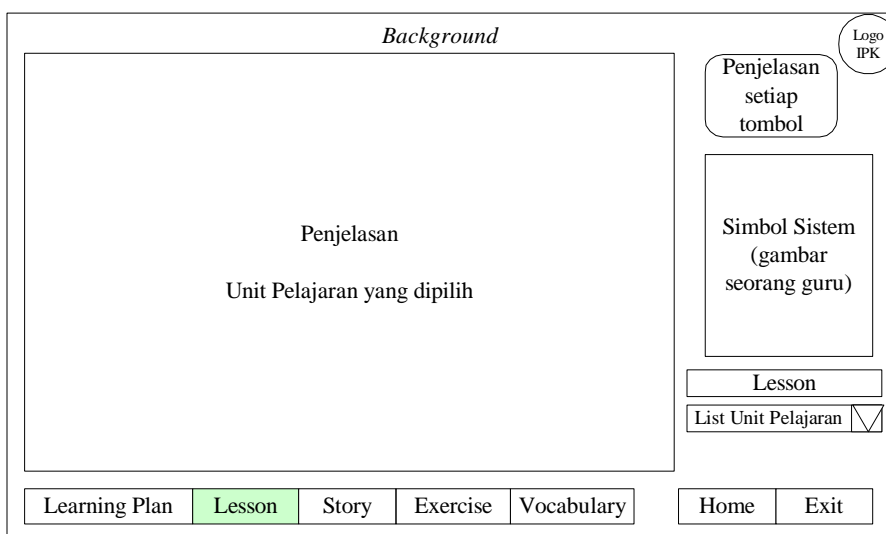 Background
Logo
IPK
Penjelasan
setiap
tombol
Penjelasan
Unit Pelajaran yang dipilih
Simbol Sistem
(gambar
seorang guru)
Lesson
List Unit Pelajaran
Learning Plan Lesson Story Exercise Vocabulary Home Exit